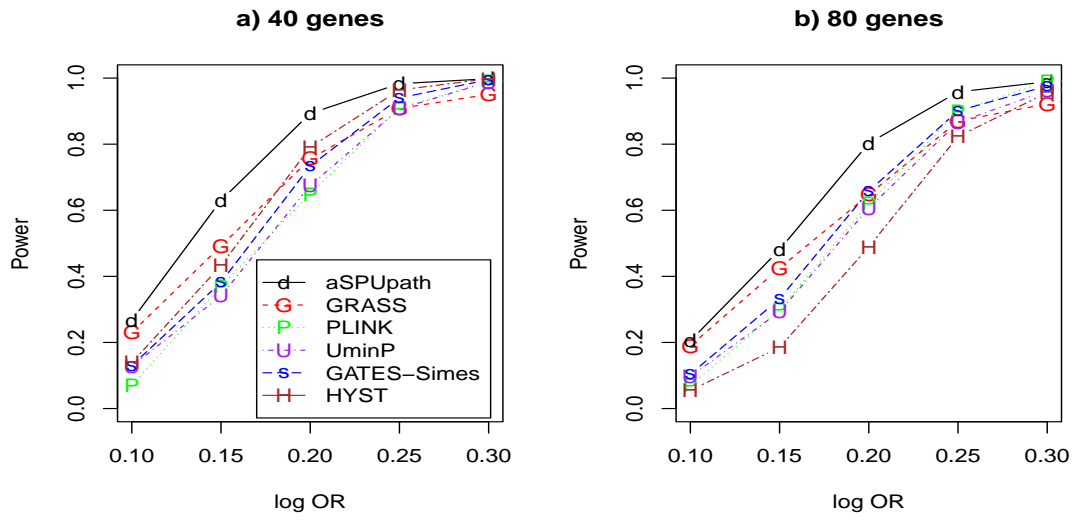 a) 40 genes
Power
1.0
0.8
0.6
0.4
0.2
0.0
d
d
d
d
d
G
G
G
G
G
P
P
P
P
P
U
U
U
U
U
s
s
s
s
s
H
H
H
H
H
d aSPUpath
G GRASS
P PLINK
U UminP
s GATES−Simes
H HYST
0.10 0.15 0.20 0.25 0.30
log OR
b) 80 genes
Power
1.0
0.8
0.6
0.4
0.2
0.0
d
d
d
d
d
G
G
G
G
G
P
P
P
P
P
U
U
U
U
U
s
s
s
s
s
H
H
H
H
H
0.10 0.15 0.20 0.25 0.30
log OR